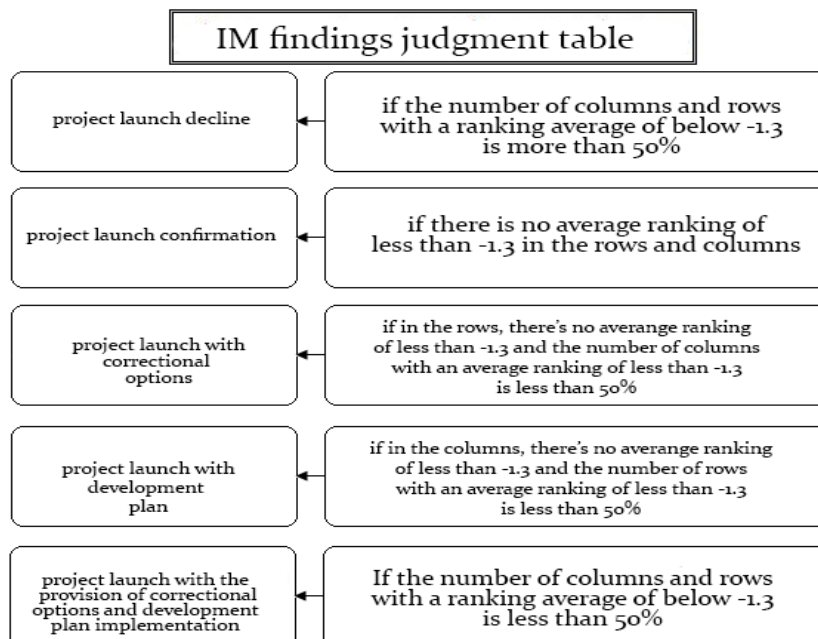 IM findings judgment table
project launch decline
if the number of columns and rows
with a ranking average of below -1.3
is more than 50%
project launch confirmation
if there is no average ranking of
less than -1.3 in the rows and columns
project launch with
correctional
options
if in the rows, there's no averange ranking
of less than -1.3 and the number of columns
with an average ranking of less than -1.3
is less than 50%
project launch with
development
plan
if in the columns, there's no averange ranking
of less than -1.3 and the number of rows
with an average ranking of less than -1.3
is less than 50%
project launch with the
provision of correctional
options and development
plan implementation
If the number of columns and rows
with a ranking average of below -1.3
is less than 50%